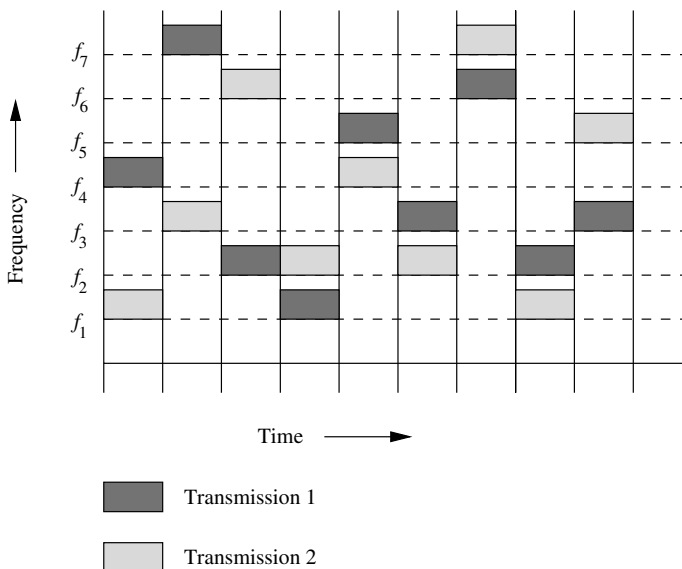 f7
f6
f5
f4
f3
f2
f1
Frequency
Time
Transmission 1
Transmission 2